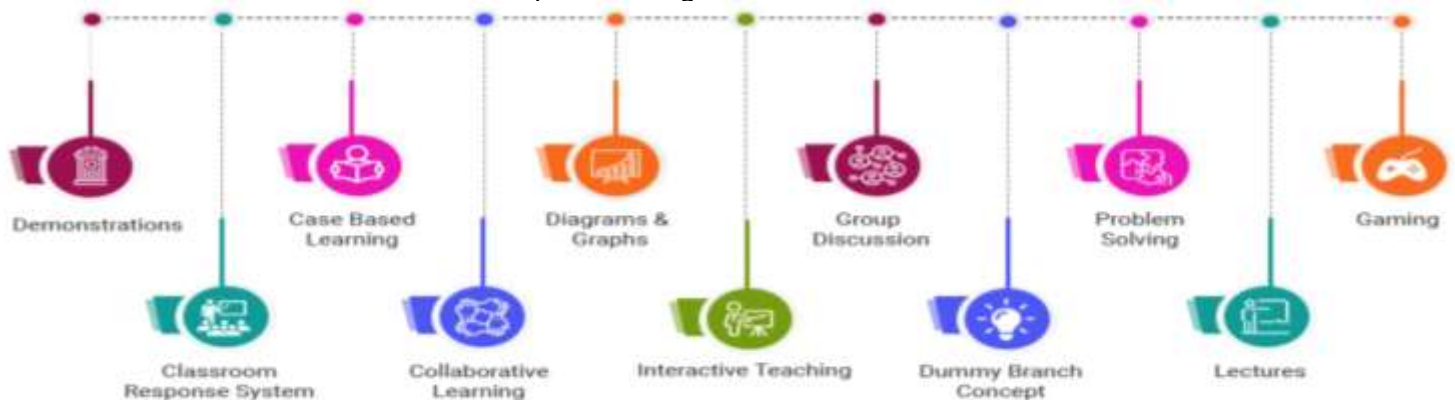 Demonstrations
Case Based
Learning
Diagrams &
Graphs
Group
Discussion
Problem
Solving
Gaming
Classroom
Response System
Collaborative
Learning
Interactive Teaching
Dummy Branch
Concept
Lectures